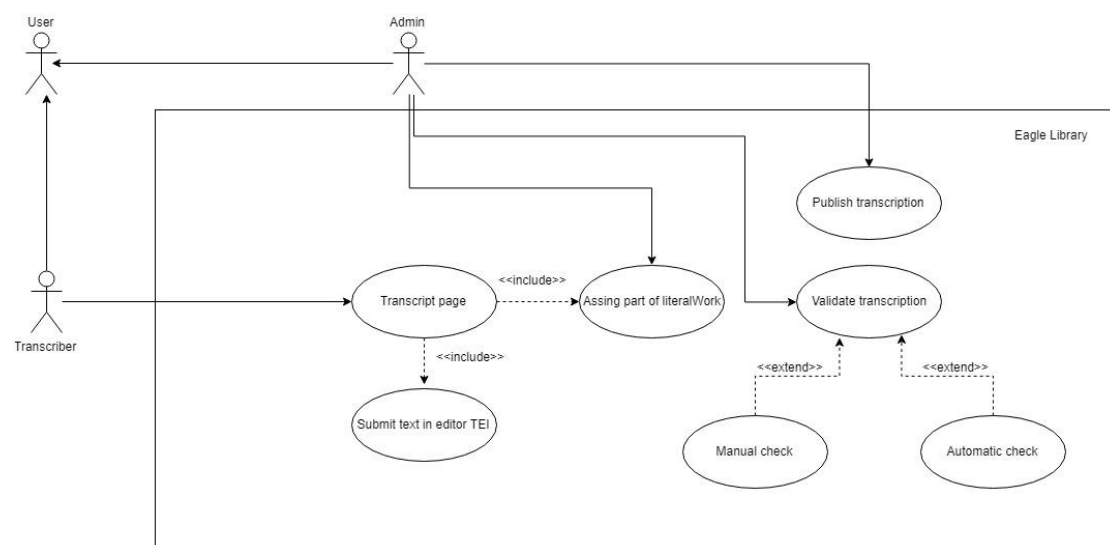 User
Admin
Eagle Library
Publish transcription
<<include>>
Transcript page
Assing part of literalWork
Validate transcription
Transcriber
<<include>>
<<extend>>
<<extend>>
Submit text in editor TEI
Manual check
Automatic check